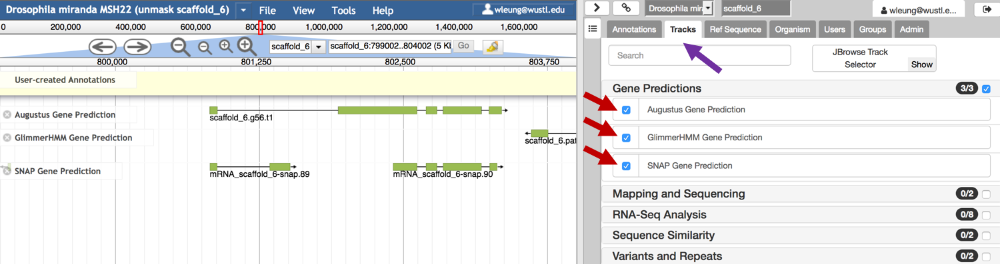 Drosophila miranda MSH22 (unmask scaffold_6) File View Tools Help wleung@wustl.edu
0 200,000 400,000 600,000 800,000 1,000,000 1,200,000 1,400,000 1,600,000
scaffold_6 scaffold_6:799002..804002 (5 Kb Go
800,000 801,250 802,500 803,750
User-created Annotations
Augustus Gene Prediction
scaffold_6.g56.t1
GlimmerHMM Gene Prediction
scaffold_6.pat
SNAP Gene Prediction
mRNA_scaffold_6-snap.89 mRNA_scaffold_6-snap.90
Drosophila mir scaffold_6 wleung@wustl.e...
Annotations Tracks Ref Sequence Organism Users Groups Admin
Search
JBrowse Track
Selector Show
Gene Predictions 3/3
Augustus Gene Prediction
GlimmerHMM Gene Prediction
SNAP Gene Prediction
Mapping and Sequencing 0/2
RNA-Seq Analysis 0/8
Sequence Similarity 0/2
Variants and Repeats 0/2